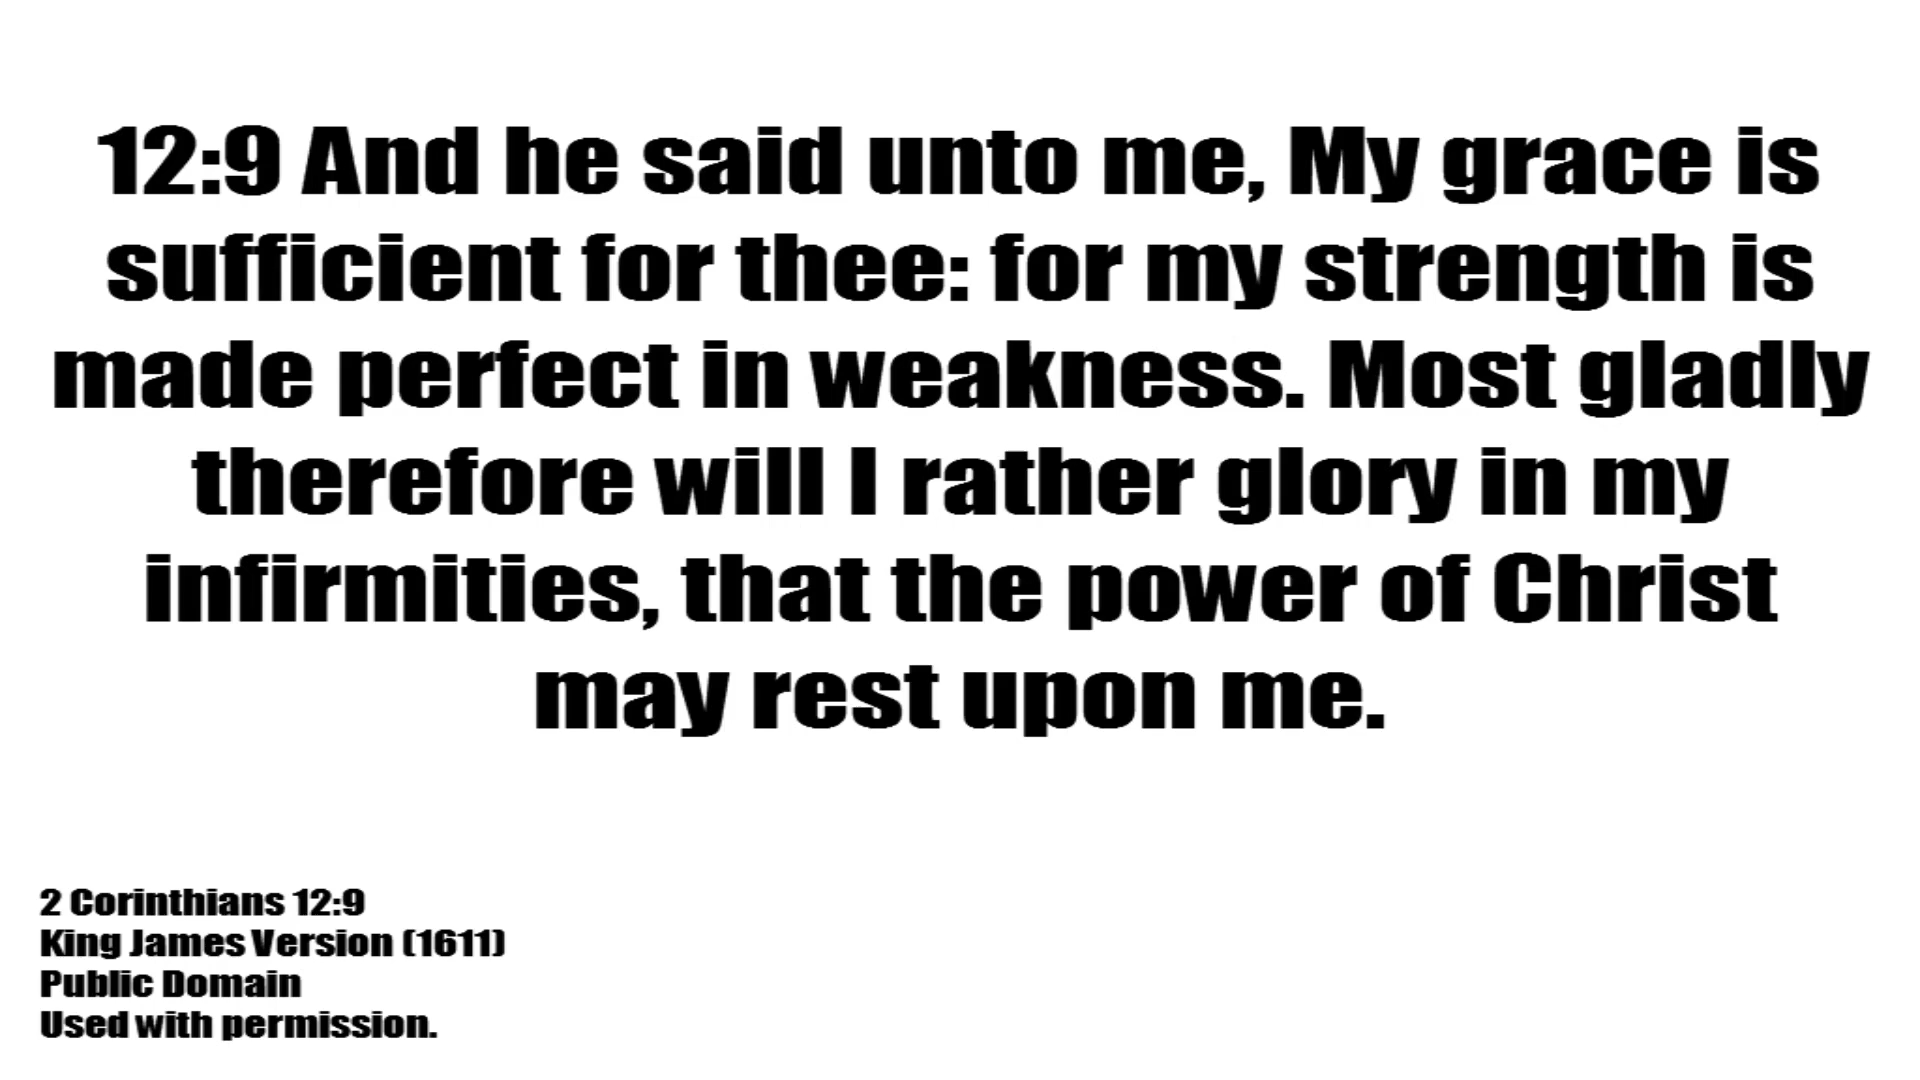 12:9 And he said unto me, My grace is
sufficient for thee: for my strength is
made perfect in weakness. Most gladly
therefore will I rather glory in my
infirmities, that the power of Christ
may rest upon me.
2 Corinthians 12:9
King James Version (1611)
Public Domain
Used with permission.